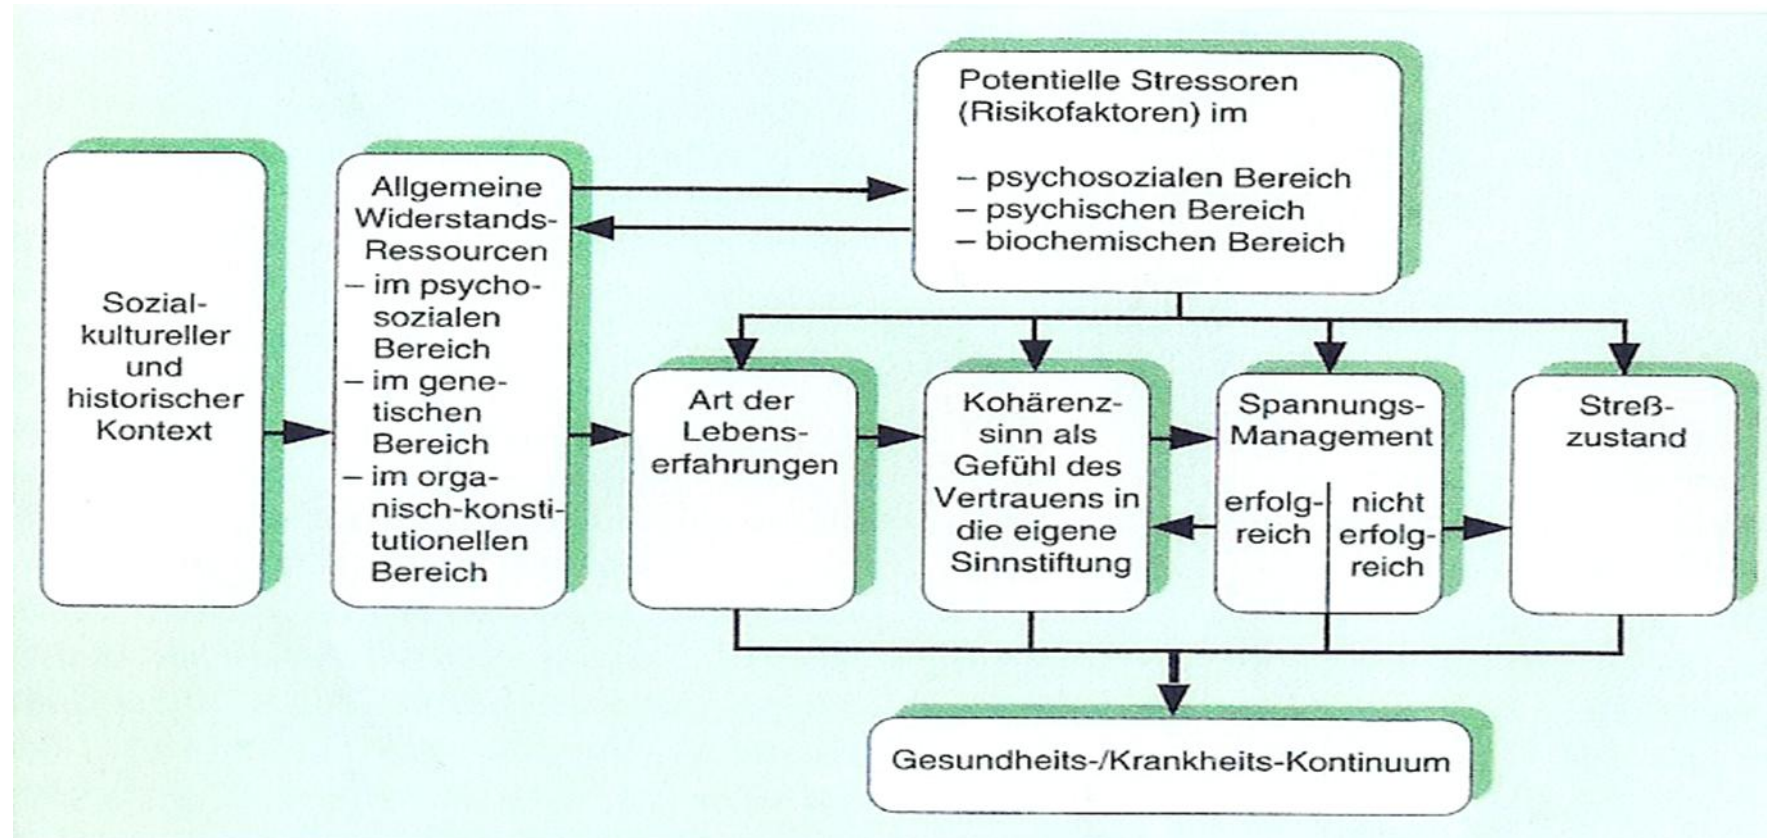 Potentielle Stressoren
(Risikofaktoren) im
– psychosozialen Bereich
– psychischen Bereich
– biochemischen Bereich
Sozial-
kultureller
und
historischer
Kontext
Allgemeine
Widerstands-
Ressourcen
– im psycho-
sozialen
Bereich
– im gene-
tischen
Bereich
– im orga-
nisch-konsti-
tutionellen
Bereich
Art der
Lebens-
erfahrungen
Kohärenz-
sinn als
Gefühl des
Vertrauens in
die eigene
Sinnstiftung
Spannungs-
Management
erfolg-
reich
nicht
erfolg-
reich
Streß-
zustand
Gesundheits-/Krankheits-Kontinuum